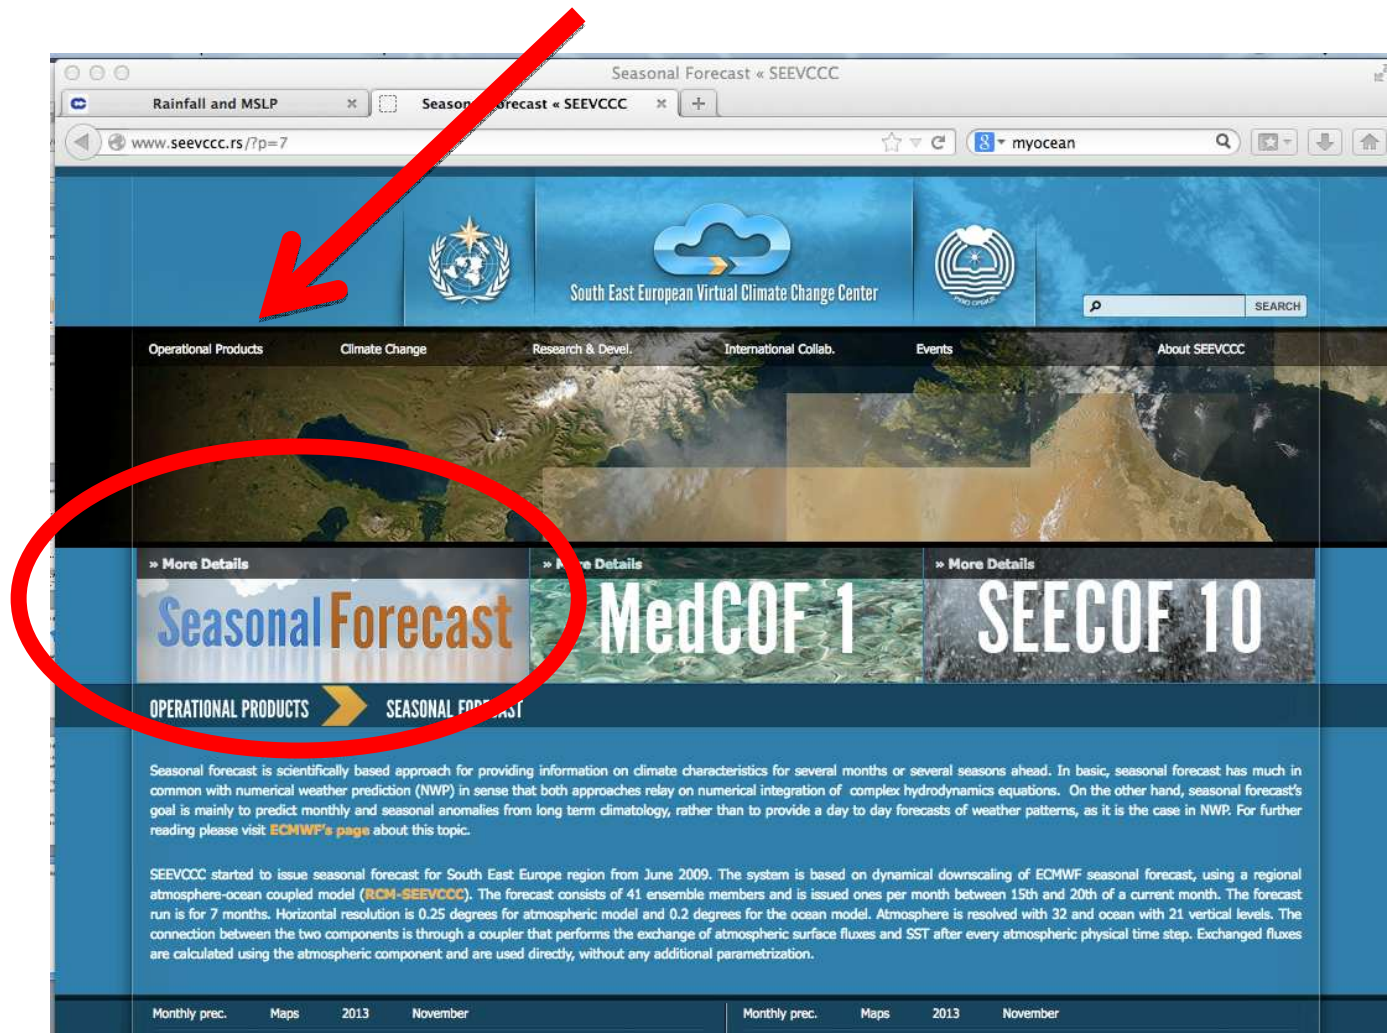 Seasonal Forecast « SEEVCCC
Rainfall and MSLP
Season recast « SEEVCCC
www.seevccc.rs/?p=7
myocean
South East European Virtual Climate Change Center
SEARCH
Operational Products Climate Change Research & Devel. International Collab. Events About SEEVCCC
» More Details » More Details » More Details
Seasonal Forecast MedCOF 1 SEECOF 10
OPERATIONAL PRODUCTS SEASONAL FORECAST
Seasonal forecast is scientifically based approach for providing information on climate characteristics for several months or several seasons ahead. In basic, seasonal forecast has much in
common with numerical weather prediction (NWP) in sense that both approaches relay on numerical integration of complex hydrodynamics equations. On the other hand, seasonal forecast's
goal is mainly to predict monthly and seasonal anomalies from long term climatology, rather than to provide a day to day forecasts of weather patterns, as it is the case in NWP. For further
reading please visit ECMWF's page about this topic.
SEEVCCC started to issue seasonal forecast for South East Europe region from June 2009. The system is based on dynamical downscaling of ECMWF seasonal forecast, using a regional
atmosphere-ocean coupled model (RCM-SEEVCCC). The forecast consists of 41 ensemble members and is issued ones per month between 15th and 20th of a current month. The forecast
run is for 7 months. Horizontal resolution is 0.25 degrees for atmospheric model and 0.2 degrees for the ocean model. Atmosphere is resolved with 32 and ocean with 21 vertical levels. The
connection between the two components is through a coupler that performs the exchange of atmospheric surface fluxes and SST after every atmospheric physical time step. Exchanged fluxes
are calculated using the atmospheric component and are used directly, without any additional parametrization.
Monthly prec. Maps 2013 November Monthly prec. Maps 2013 November